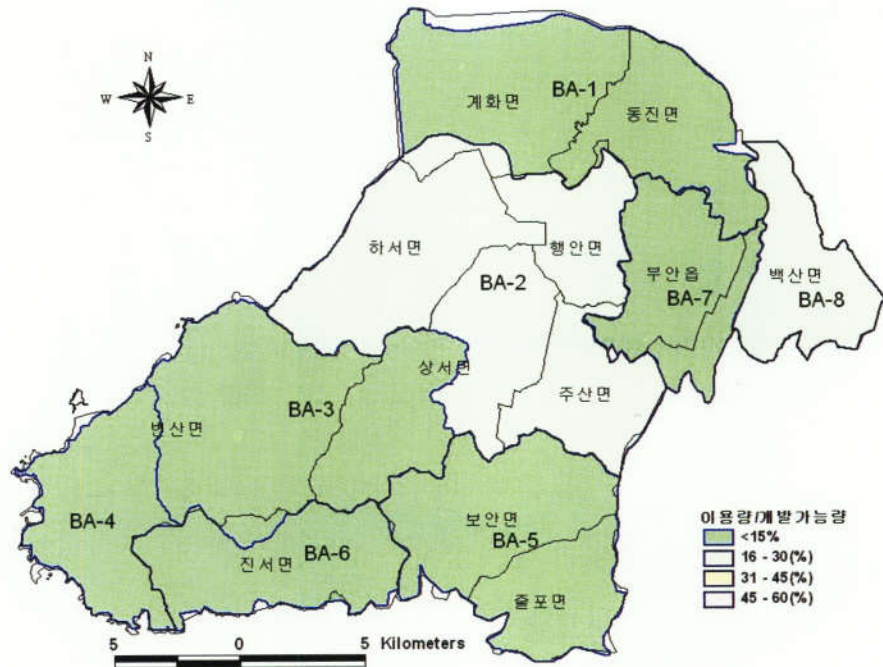 N
W E
S
계화면
BA-1
동진면
하서면
행안면
BA-2
부안읍
BA-7
백산면
BA-8
상서면
주산면
변산면
BA-3
BA-4
보안면
BA-5
진서면
BA-6
줄포면
이용량/개발가능량
<15%
16 - 30(%)
31 - 45(%)
45 - 60(%)
5 0 5 Kilometers